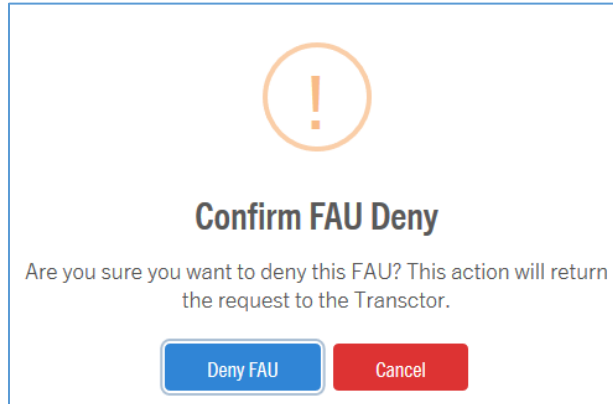 !
Confirm FAU Deny
Are you sure you want to deny this FAU? This action will return
the request to the Transctor.
Deny FAU Cancel